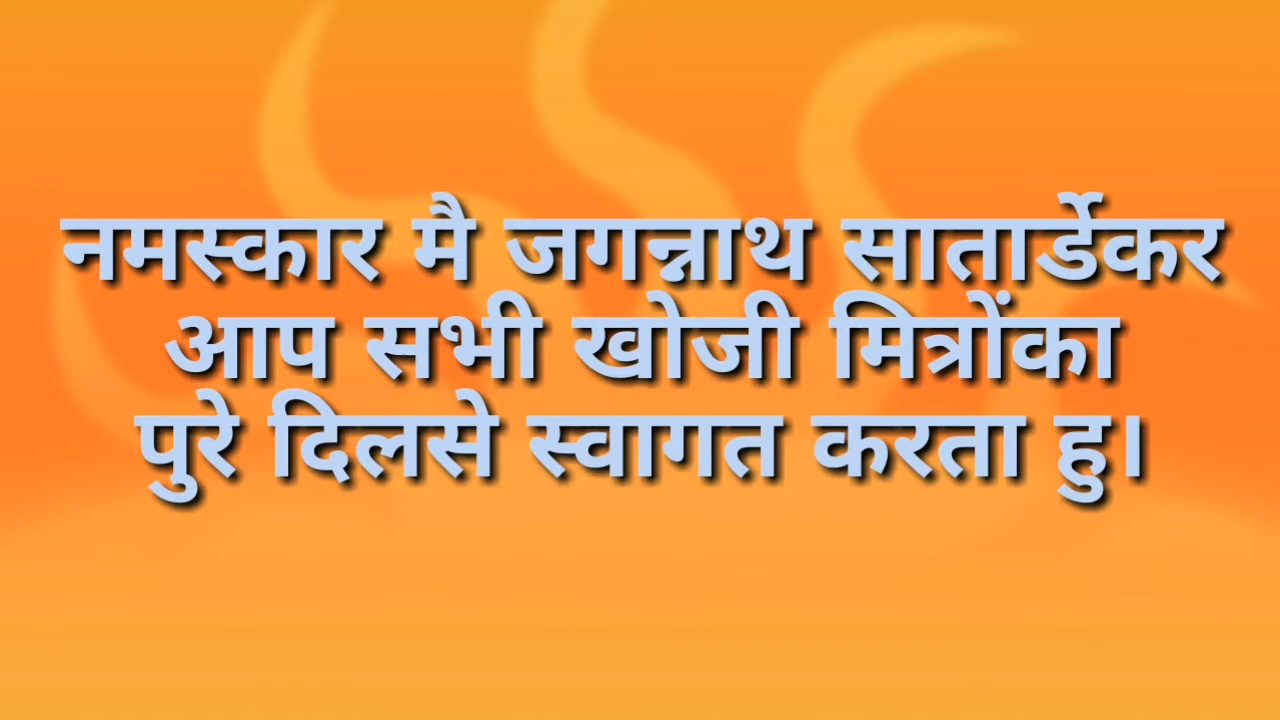 नमस्कार मै जगन्नाथ सातार्डेकर
आप सभी खोजी मित्रोंका
पुरे दिलसे स्वागत करता हु।